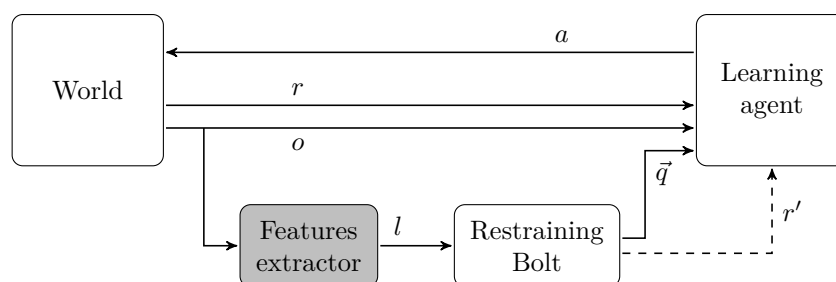 a
World
Learning
agent
r
o
q⃗
Features
extractor
l
Restraining
Bolt
r′